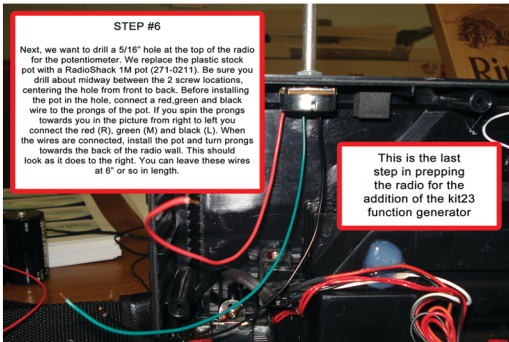 STEP #6
Next, we want to drill a 5/16" hole at the top of the radio
for the potentiometer. We replace the plastic stock
pot with a RadioShack 1M pot (271-0211). Be sure you
drill about midway between the 2 screw locations,
centering the hole from front to back. Before installing
the pot in the hole, connect a red,green and black
wire to the prongs of the pot. If you spin the prongs
towards you in the picture from right to left you
connect the red (R), green (M) and black (L). When
the wires are connected, install the pot and turn prongs
towards the back of the radio wall. This should
look as it does to the right. You can leave these wires
at 6" or so in length.
This is the last
step in prepping
the radio for the
addition of the kit23
function generator